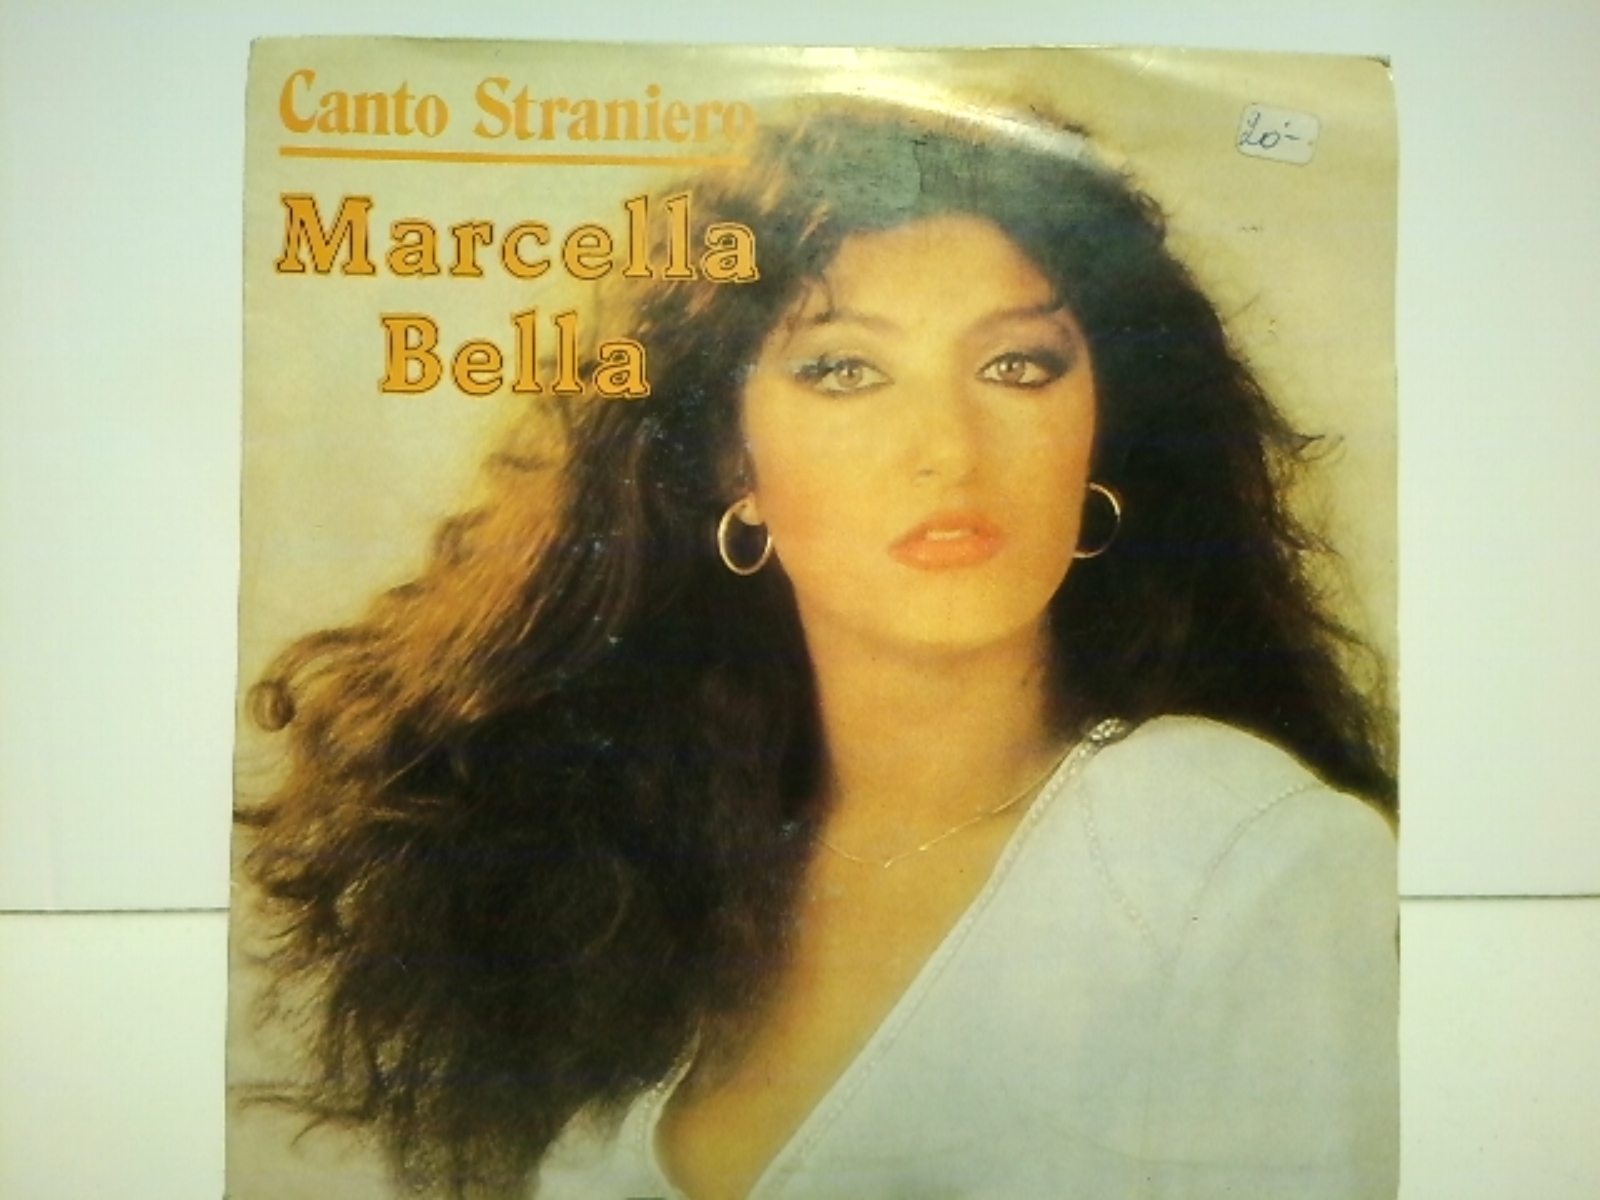 Canto Straniero
Marcella
Bella
20.-